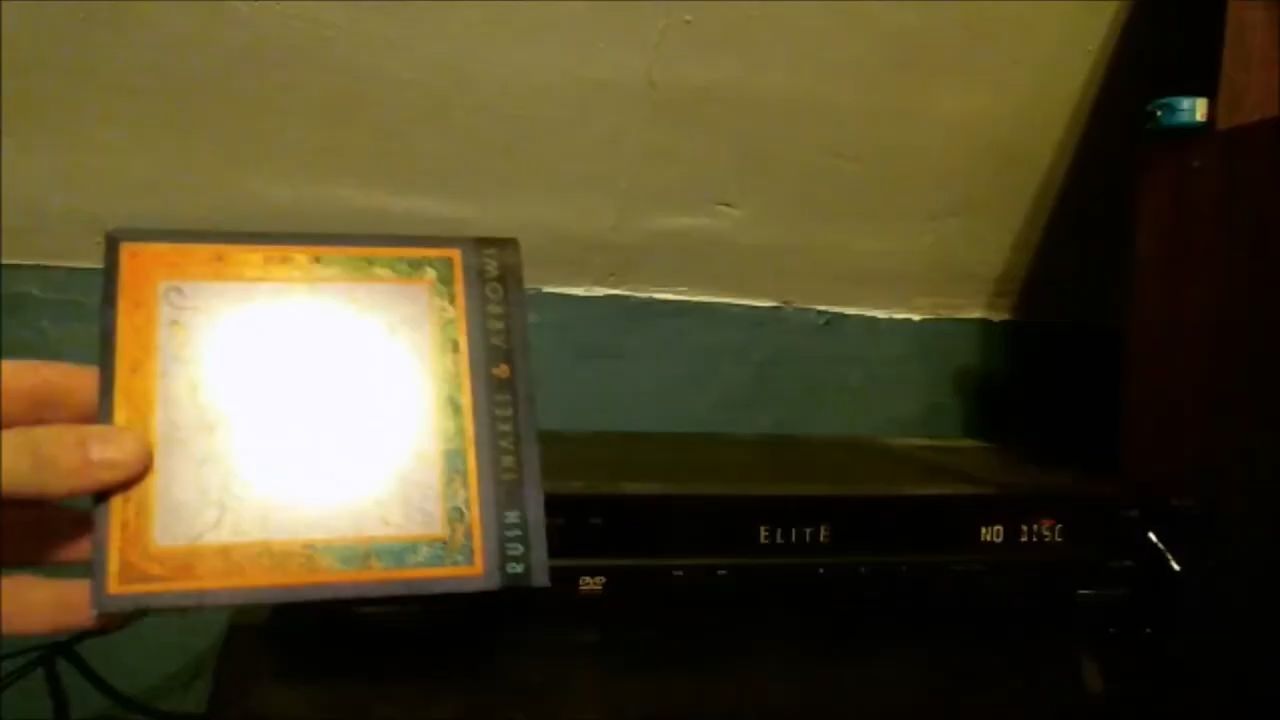 RUSH SNAKES & ARROWS
ELITE
NO DISC
DVD